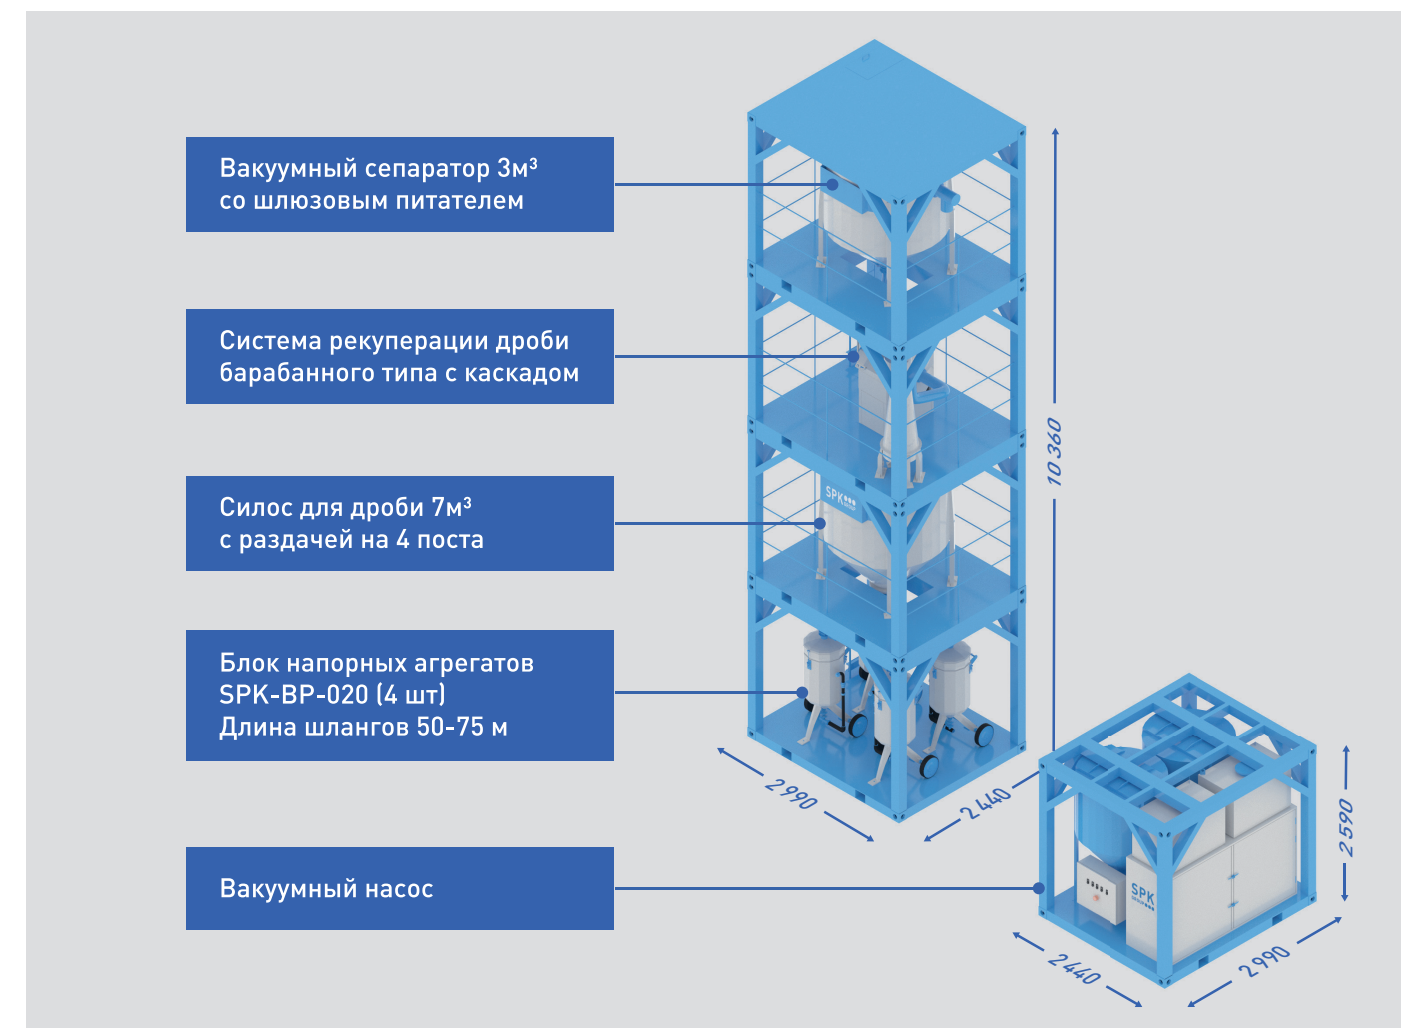 Вакуумный сепаратор 3м³
со шлюзовым питателем
Система рекуперации дроби
барабанного типа с каскадом
Силос для дроби 7м³
с раздачей на 4 поста
Блок напорных агрегатов
SPK-BP-020 (4 шт)
Длина шлангов 50-75 м
Вакуумный насос
10 360
SPK
2 990
2 440
2 590
SPK
GROUP
2 440
2 990